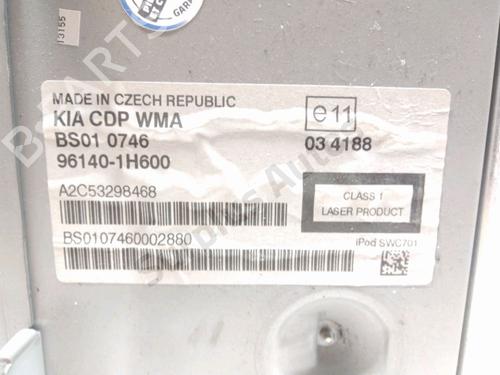 13155
MADE IN CZECH REPUBLIC
KIA CDP WMA
BS01 0746
96140-1H600
e11
03 4188
A2C53298468
CLASS 1
LASER PRODUCT
BS0107460002880
iPod SWC701